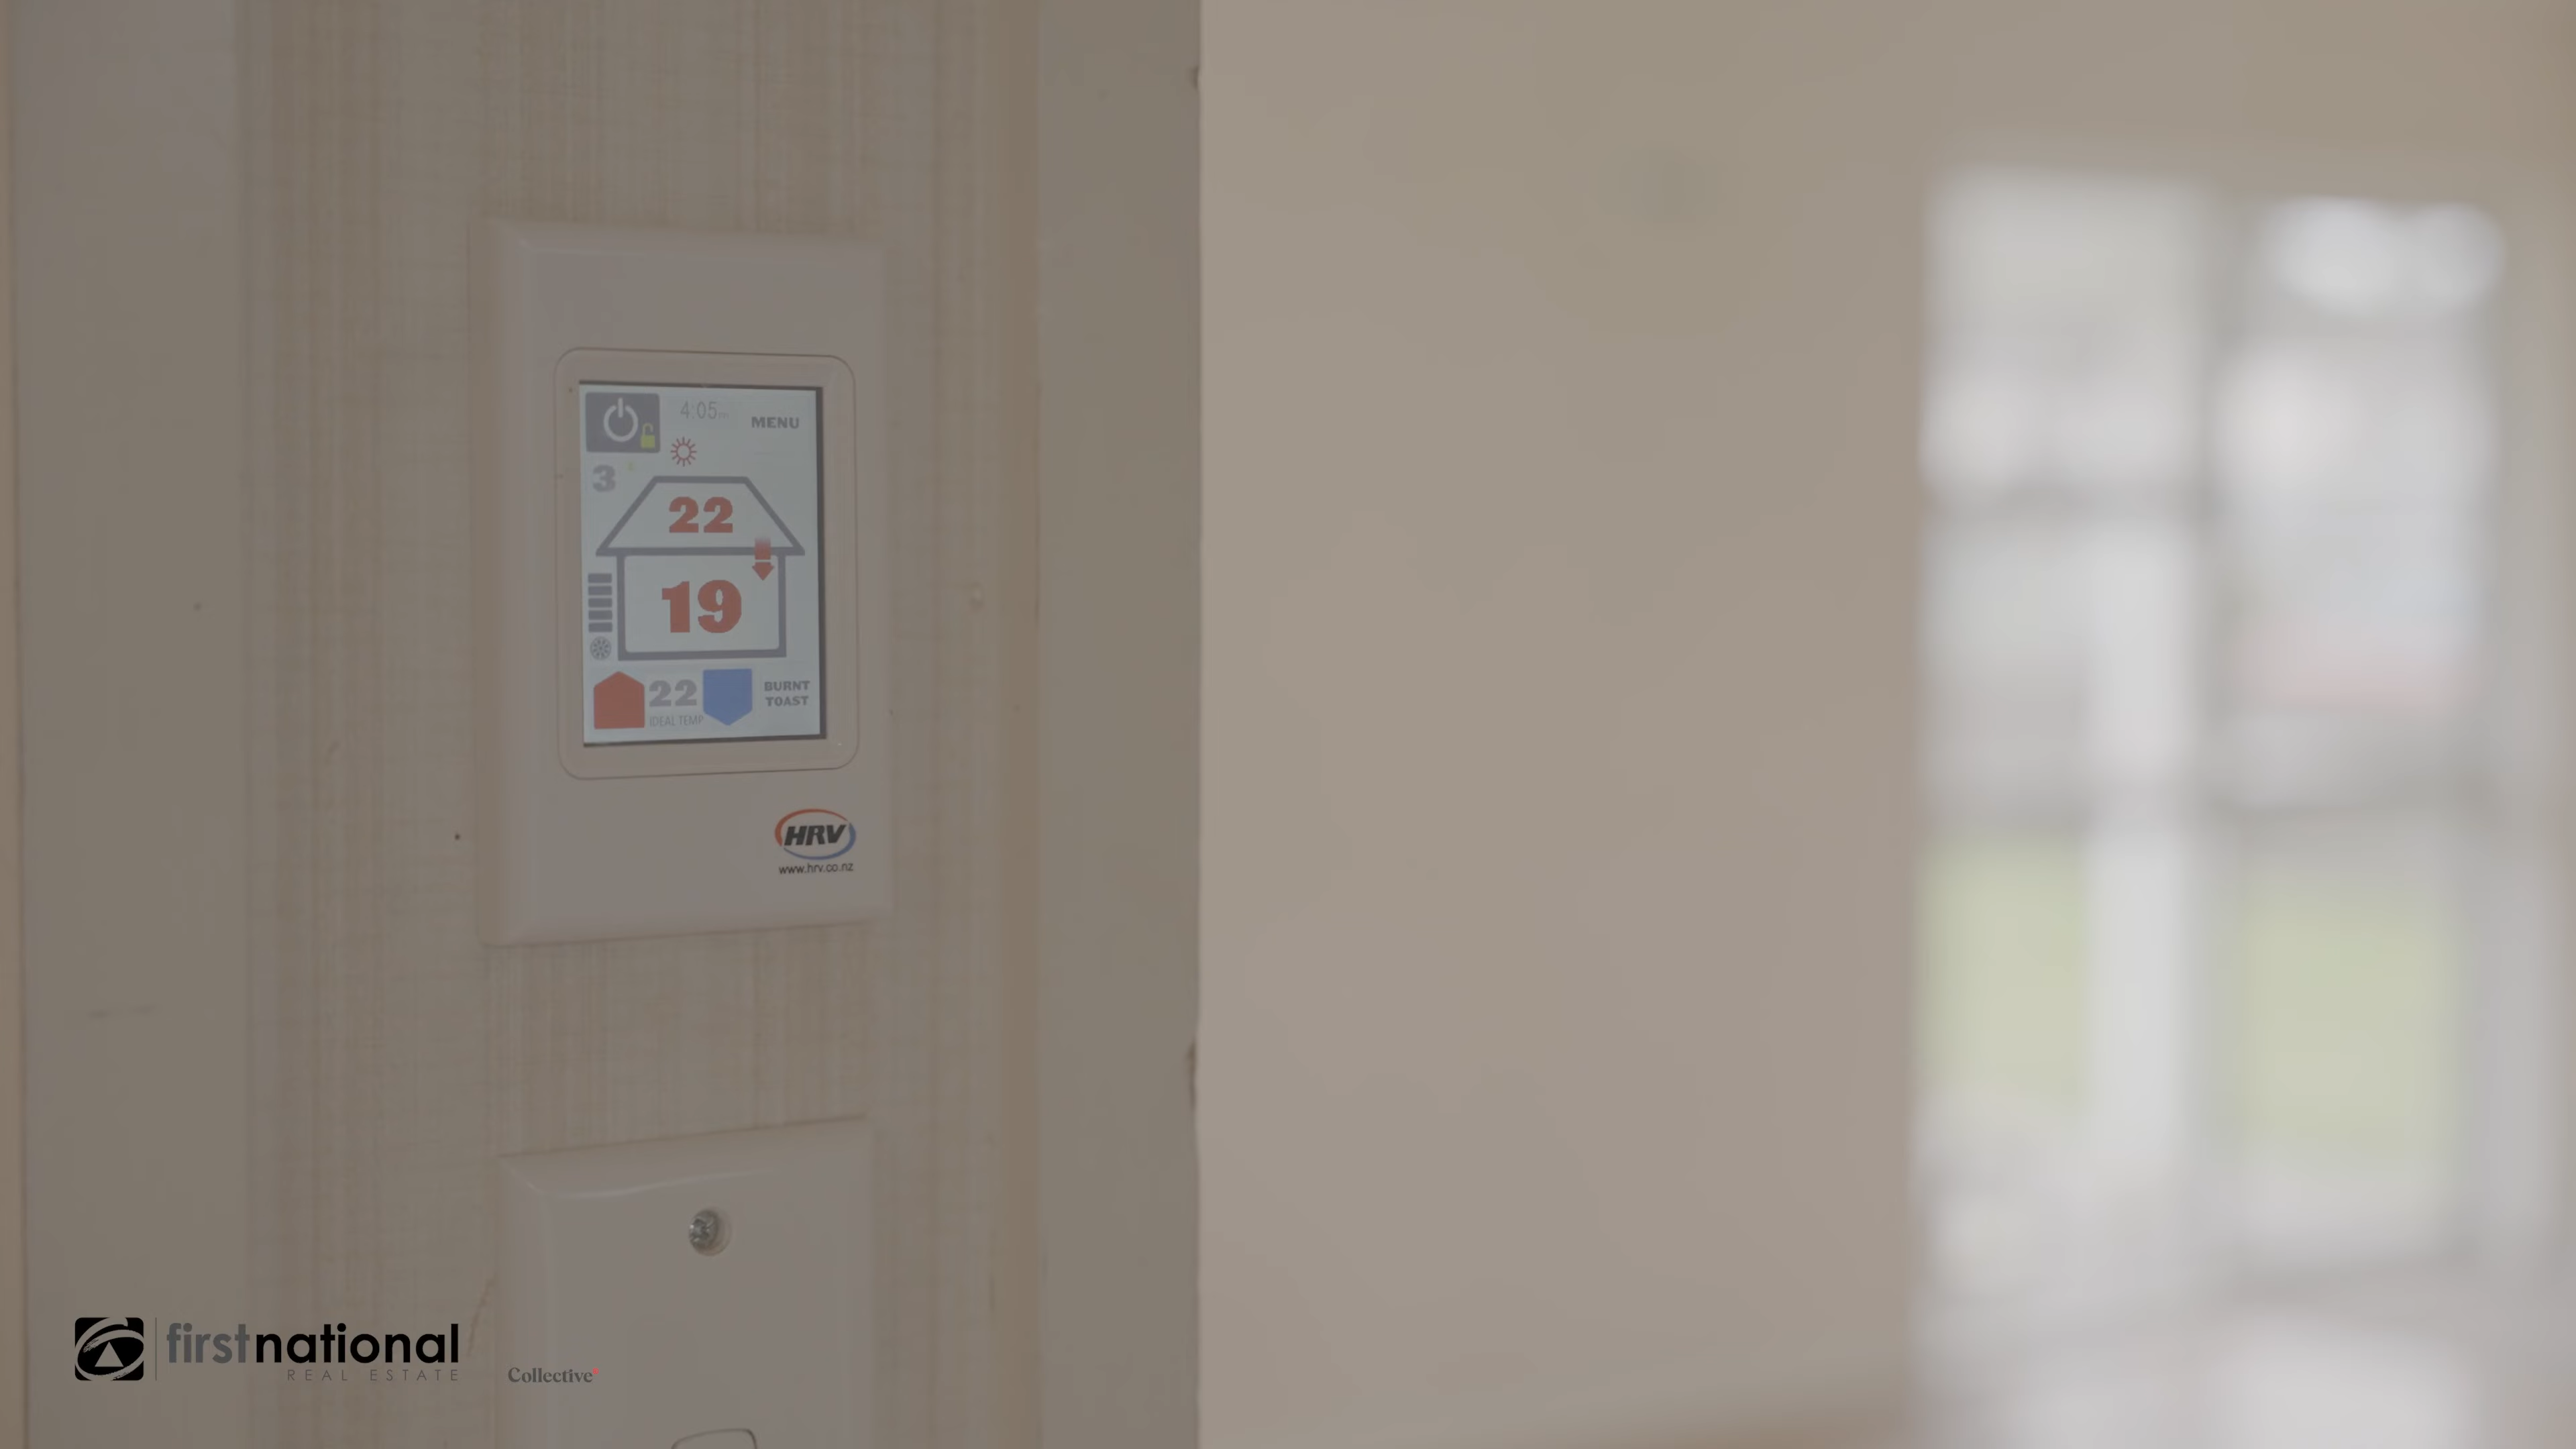 4:05
MENU
3
22
19
22
IDEAL TEMP
BURNT
TOAST
HRV
www.hrv.co.nz
firstnational
REAL ESTATE
Collective